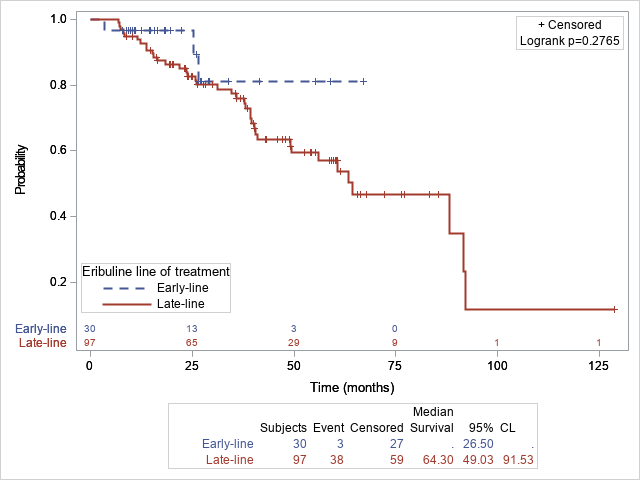 1.0
+ Censored
Logrank p=0.2765
0.8
0.6
Probability
0.4
0.2
Eribuline line of treatment
Early-line
Late-line
Early-line 30 13 3 0
Late-line 97 65 29 9 1 1
0 25 50 75 100 125
Time (months)
Median
Subjects Event Censored Survival 95% CL
Early-line 30 3 27 . 26.50 .
Late-line 97 38 59 64.30 49.03 91.53